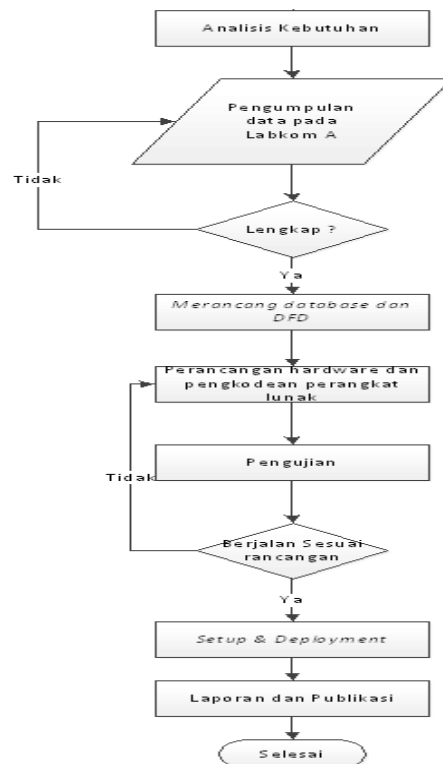 Analisis Kebutuhan
Pengumpulan
data pada
Labkom A
Tidak
Lengkap ?
Ya
Merancang database dan
DFD
Perancangan hardware dan
pengkodean perangkat
lunak
Pengujian
Tidak
Berjalan Sesuai
rancangan
Ya
Setup & Deployment
Laporan dan Publikasi
Selesai